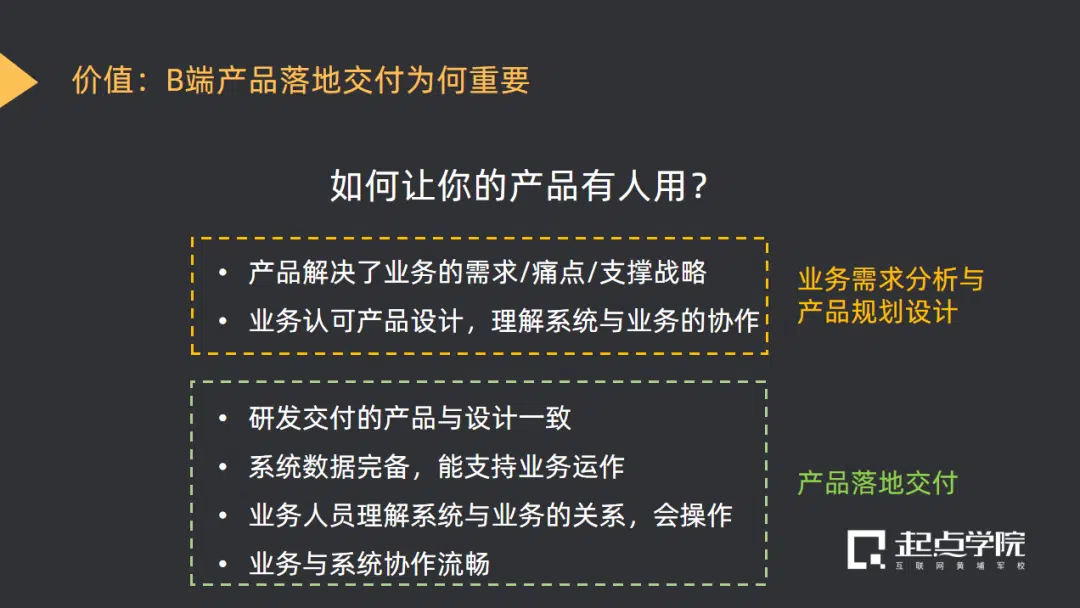 价值：B端产品落地交付为何重要
如何让你的产品有人用？
• 产品解决了业务的需求/痛点/支撑战略
• 业务认可产品设计，理解系统与业务的协作
业务需求分析与
产品规划设计
• 研发交付的产品与设计一致
• 系统数据完备，能支持业务运作
• 业务人员理解系统与业务的关系，会操作
• 业务与系统协作流畅
产品落地交付
起点学院
互联网黄埔军校